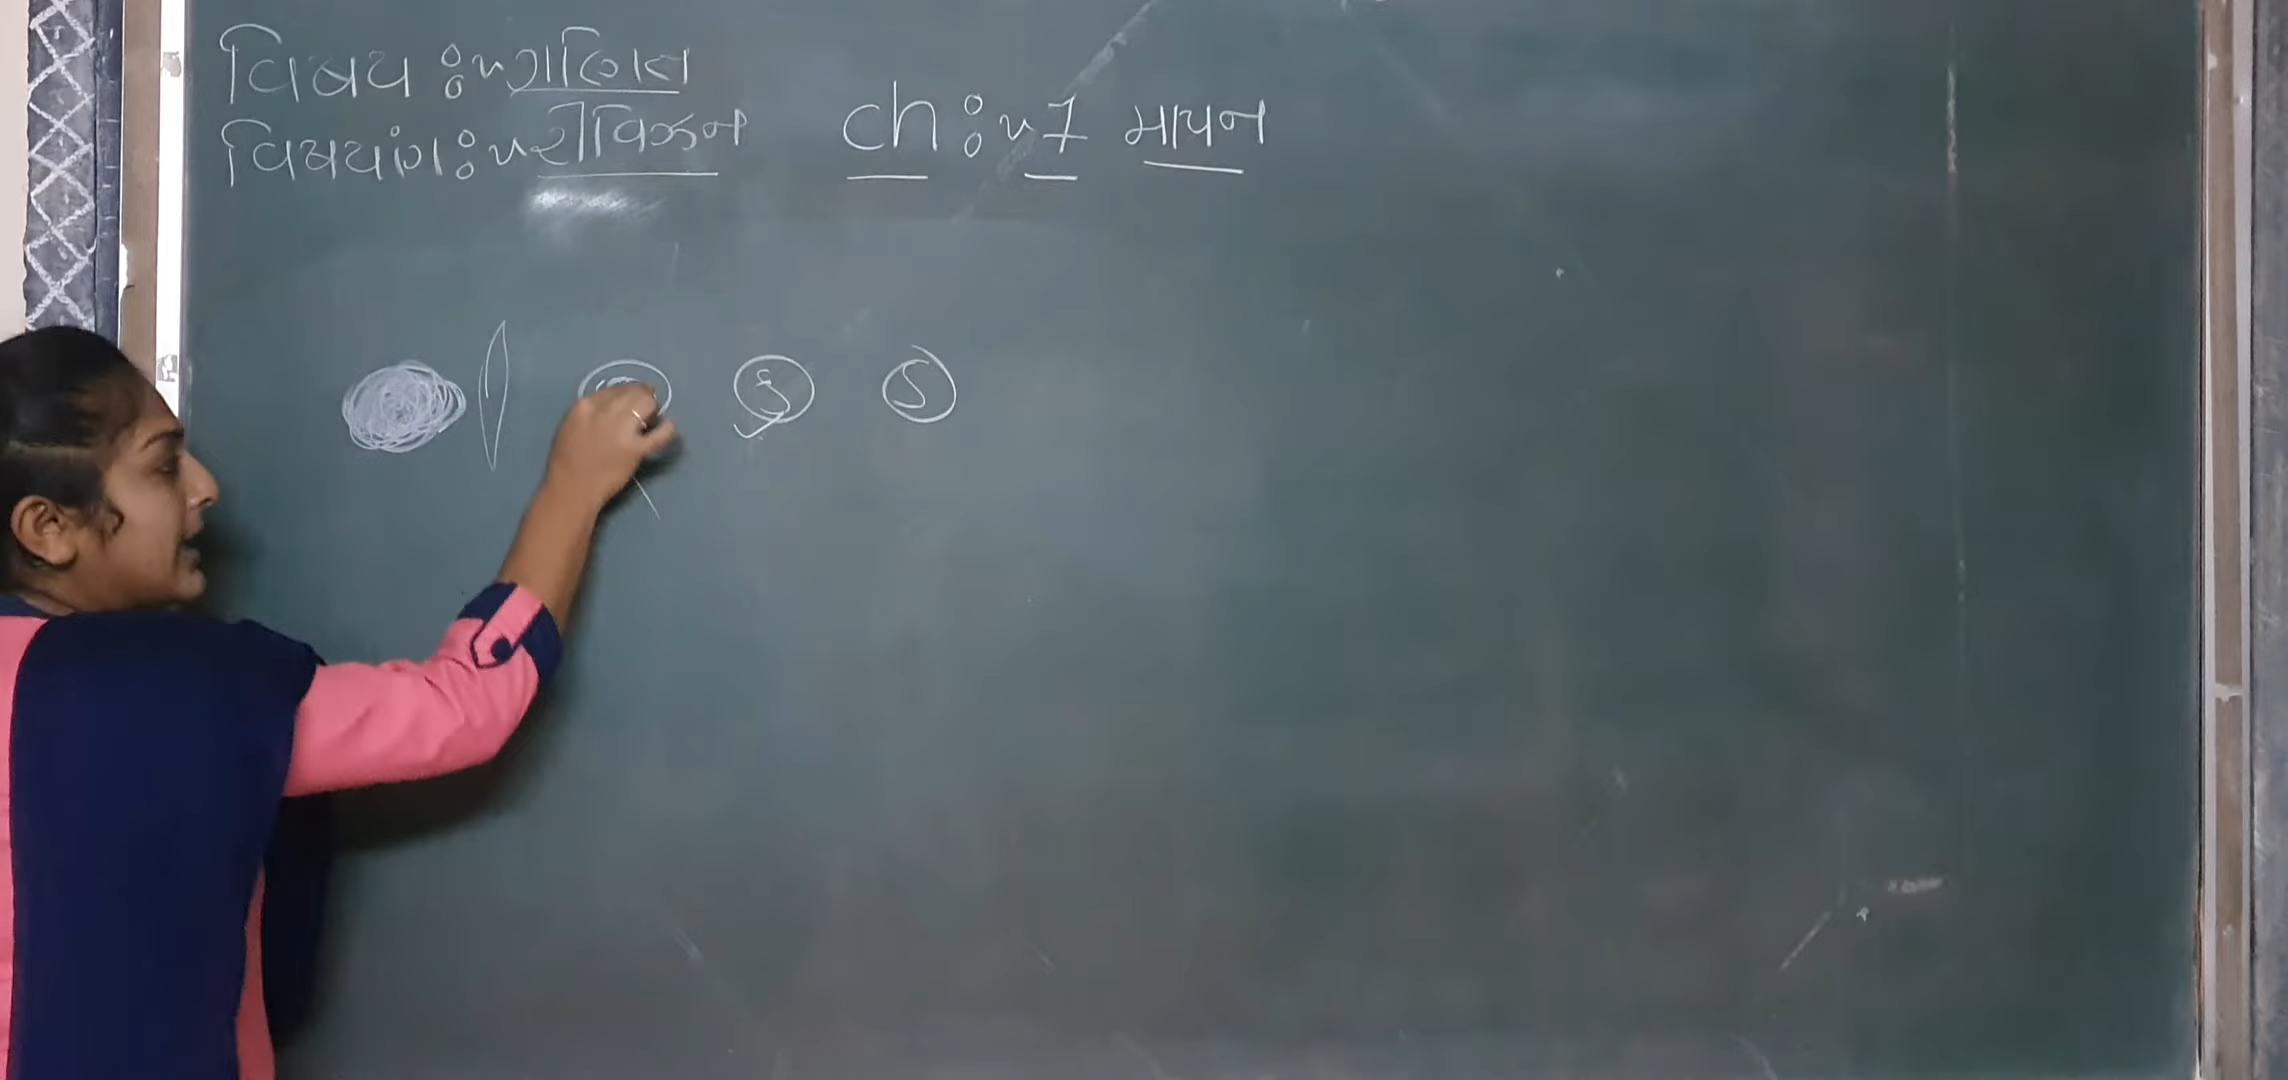 વિષય :- ગણિત
વિષયાંગ :- રીવિઝન ch :- 7 માપન
S S